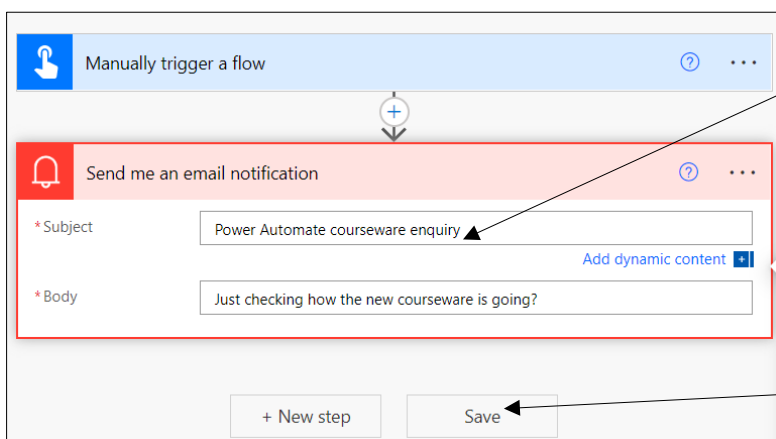 Manually trigger a flow
Send me an email notification
* Subject
Power Automate courseware enquiry
Add dynamic content
* Body
Just checking how the new courseware is going?
+ New step
Save